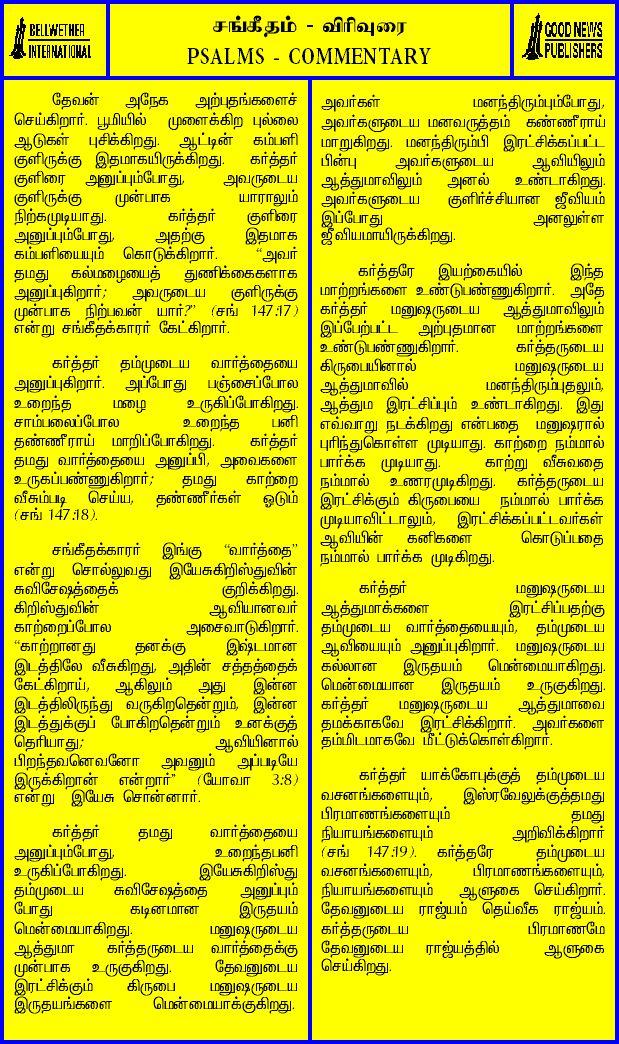 BELLWETHER
INTERNATIONAL
சங்கீதம் - விரிவுரை
PSALMS - COMMENTARY
GOOD NEWS
PUBLISHERS
தேவன் அநேக அற்புதங்களைச்
செய்கிறார். பூமியில் முளைக்கிற புல்லை
ஆடுகள் புசிக்கிறது. ஆட்டின் கம்பளி
குளிருக்கு இதமாகயிருக்கிறது. கர்த்தர்
குளிரை அனுப்பும்போது, அவருடைய
குளிருக்கு முன்பாக யாராலும்
நிற்கமுடியாது. கர்த்தர் குளிரை
அனுப்பும்போது, அதற்கு இதமாக
கம்பளியையும் கொடுக்கிறார். “அவர்
தமது கல்மழையைத் துணிக்கைகளாக
அனுப்புகிறார்; அவருடைய குளிருக்கு
முன்பாக நிற்பவன் யார்?” (சங் 147:17)
என்று சங்கீதக்காரர் கேட்கிறார்.
கர்த்தர் தம்முடைய வார்த்தையை
அனுப்புகிறார். அப்போது பஞ்சைப்போல
உறைந்த மழை உருகிப்போகிறது.
சாம்பலைப்போல உறைந்த பனி
தண்ணீராய் மாறிப்போகிறது. கர்த்தர்
தமது வார்த்தையை அனுப்பி, அவைகளை
உருகப்பண்ணுகிறார்; தமது காற்றை
வீசும்படி செய்ய, தண்ணீர்கள் ஓடும்
(சங் 147:18).
சங்கீதக்காரர் இங்கு “வார்த்தை”
என்று சொல்லுவது இயேசுகிறிஸ்துவின்
சுவிசேஷத்தைக் குறிக்கிறது.
கிறிஸ்துவின் ஆவியானவர்
காற்றைப்போல அசைவாடுகிறார்.
“காற்றானது தனக்கு இஷ்டமான
இடத்திலே வீசுகிறது, அதின் சத்தத்தைக்
கேட்கிறாய், ஆகிலும் அது இன்ன
இடத்திலிருந்து வருகிறதென்றும், இன்ன
இடத்துக்குப் போகிறதென்றும் உனக்குத்
தெரியாது; ஆவியினால்
பிறந்தவனெவனோ அவனும் அப்படியே
இருக்கிறான் என்றார்” (யோவா 3:8)
என்று இயேசு சொன்னார்.
கர்த்தர் தமது வார்த்தையை
அனுப்பும்போது, உறைந்தபனி
உருகிப்போகிறது. இயேசுகிறிஸ்து
தம்முடைய சுவிசேஷத்தை அனுப்பும்
போது கடினமான இருதயம்
மென்மையாகிறது. மனுஷருடைய
ஆத்துமா கர்த்தருடைய வார்த்தைக்கு
முன்பாக உருகுகிறது. தேவனுடைய
இரட்சிக்கும் கிருபை மனுஷருடைய
இருதயங்களை மென்மையாக்குகிறது.
அவர்கள் மனந்திரும்பும்போது,
அவர்களுடைய மனவருத்தம் கண்ணீராய்
மாறுகிறது. மனந்திரும்பி இரட்சிக்கப்பட்ட
பின்பு அவர்களுடைய ஆவியிலும்
ஆத்துமாவிலும் அனல் உண்டாகிறது.
அவர்களுடைய குளிர்ச்சியான ஜீவியம்
இப்போது அனலுள்ள
ஜீவியமாயிருக்கிறது.
கர்த்தரே இயற்கையில் இந்த
மாற்றங்களை உண்டுபண்ணுகிறார். அதே
கர்த்தர் மனுஷருடைய ஆத்துமாவிலும்
இப்பேற்பட்ட அற்புதமான மாற்றங்களை
உண்டுபண்ணுகிறார். கர்த்தருடைய
கிருபையினால் மனுஷருடைய
ஆத்துமாவில் மனந்திரும்புதலும்,
ஆத்தும இரட்சிப்பும் உண்டாகிறது. இது
எவ்வாறு நடக்கிறது என்பதை மனுஷரால்
புரிந்துகொள்ள முடியாது. காற்றை நம்மால்
பார்க்க முடியாது. காற்று வீசுவதை
நம்மால் உணரமுடிகிறது. கர்த்தருடைய
இரட்சிக்கும் கிருபையை நம்மால் பார்க்க
முடியாவிட்டாலும், இரட்சிக்கப்பட்டவர்கள்
ஆவியின் கனிகளை கொடுப்பதை
நம்மால் பார்க்க முடிகிறது.
கர்த்தர் மனுஷருடைய
ஆத்துமாக்களை இரட்சிப்பதற்கு
தம்முடைய வார்த்தையையும், தம்முடைய
ஆவியையும் அனுப்புகிறார். மனுஷருடைய
கல்லான இருதயம் மென்மையாகிறது.
மென்மையான இருதயம் உருகுகிறது.
கர்த்தர் மனுஷருடைய ஆத்துமாவை
தமக்காகவே இரட்சிக்கிறார். அவர்களை
தம்மிடமாகவே மீட்டுக்கொள்கிறார்.
கர்த்தர் யாக்கோபுக்குத் தம்முடைய
வசனங்களையும், இஸ்ரவேலுக்குத்தமது
பிரமாணங்களையும் தமது
நியாயங்களையும் அறிவிக்கிறார்
(சங் 147:19). கர்த்தரே தம்முடைய
வசனங்களையும், பிரமாணங்களையும்,
நியாயங்களையும் ஆளுகை செய்கிறார்.
தேவனுடைய ராஜ்யம் தெய்வீக ராஜ்யம்.
கர்த்தருடைய பிரமாணமே
தேவனுடைய ராஜ்யத்தில் ஆளுகை
செய்கிறது.